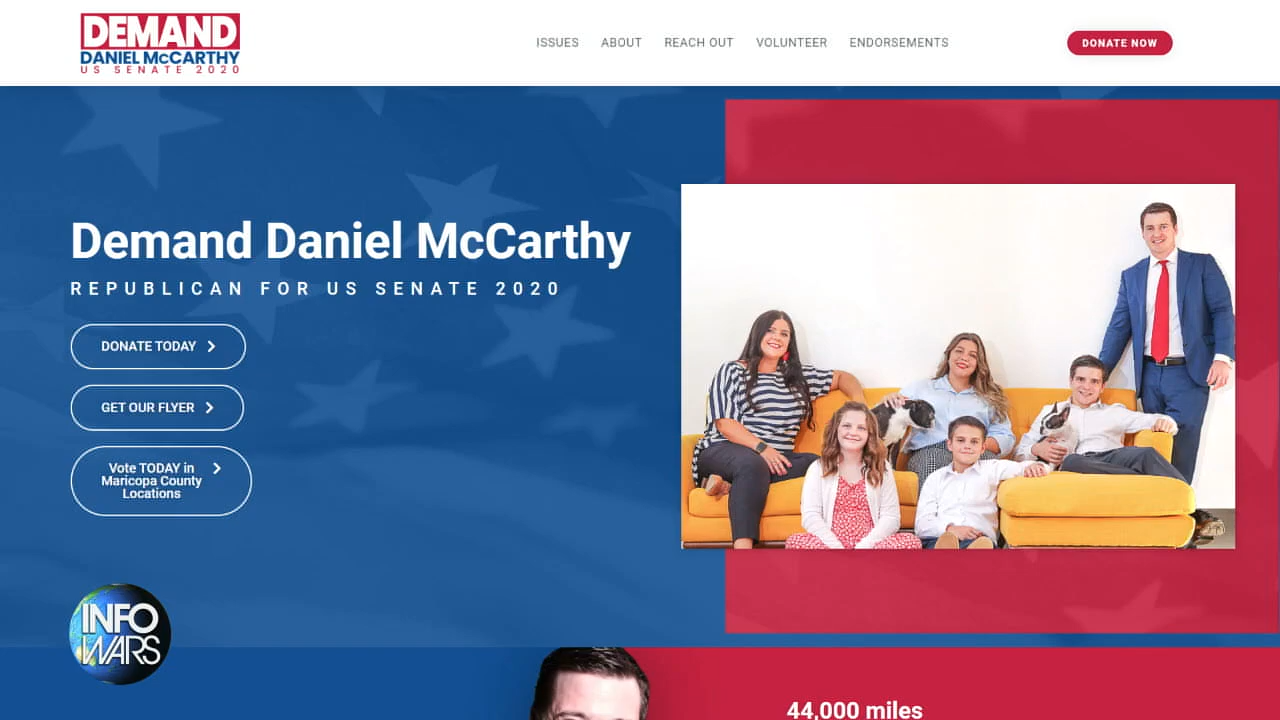 DEMAND
DANIEL McCARTHY
US SENATE 2020
ISSUES ABOUT REACH OUT VOLUNTEER ENDORSEMENTS
DONATE NOW
Demand Daniel McCarthy
REPUBLICAN FOR US SENATE 2020
DONATE TODAY
GET OUR FLYER
Vote TODAY in
Maricopa County
Locations
INFO
WARS
44,000 miles